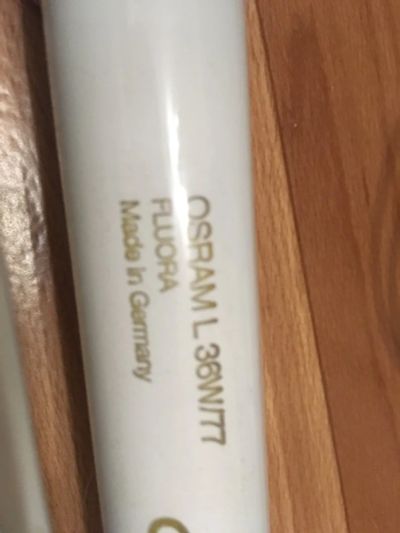 OSRAM L 36W/77
FLUORA
Made in Germany